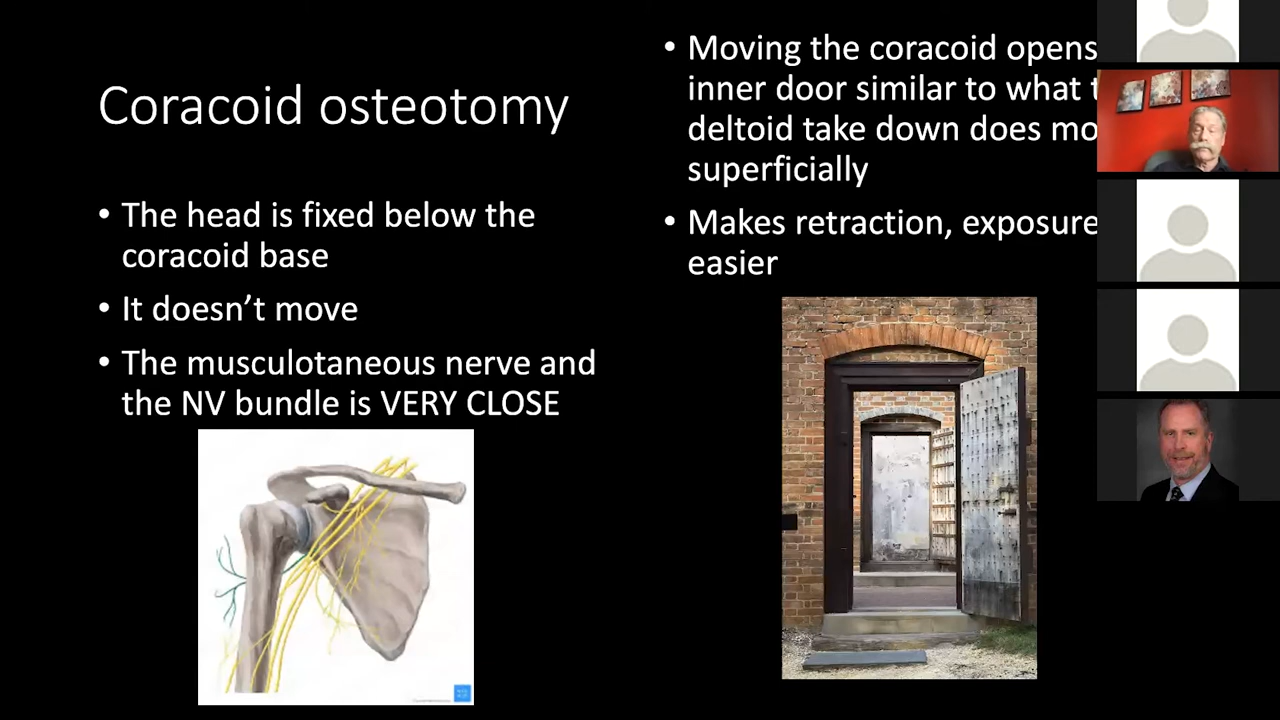 Coracoid osteotomy
• The head is fixed below the
coracoid base
• It doesn’t move
• The musculotaneous nerve and
the NV bundle is VERY CLOSE
• Moving the coracoid opens
inner door similar to what
deltoid take down does
superficially
• Makes retraction, exposure
easier